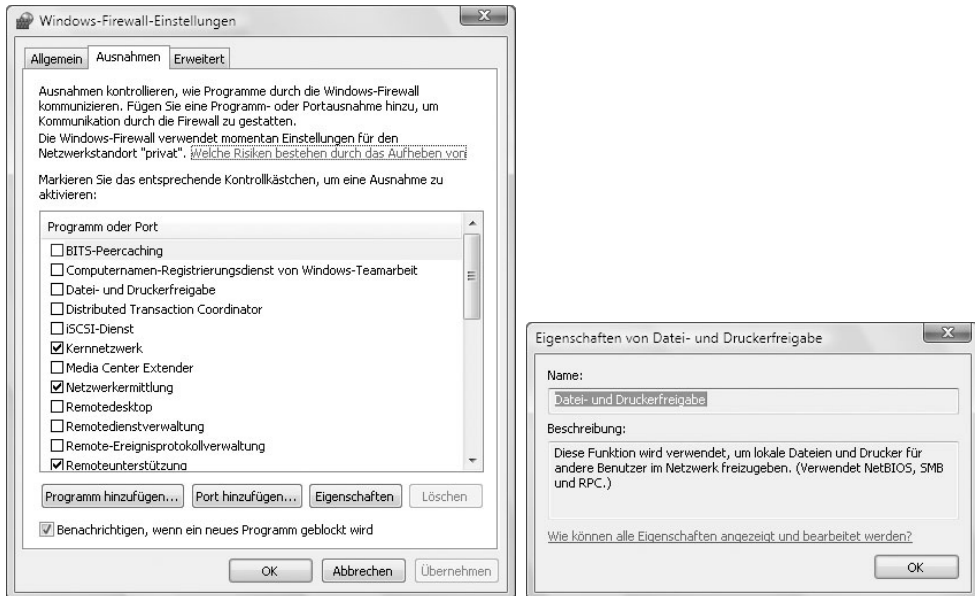 Windows-Firewall-Einstellungen
Allgemein Ausnahmen Erweitert
Ausnahmen kontrollieren, wie Programme durch die Windows-Firewall
kommunizieren. Fügen Sie eine Programm- oder Portausnahme hinzu, um
Kommunikation durch die Firewall zu gestatten.
Die Windows-Firewall verwendet momentan Einstellungen für den
Netzwerkstandort "privat". Welche Risiken bestehen durch das Aufheben von
Markieren Sie das entsprechende Kontrollkästchen, um eine Ausnahme zu
aktivieren:
Programm oder Port
BITS-Peercaching
Computernamen-Registrierungsdienst von Windows-Teamarbeit
Datei- und Druckerfreigabe
Distributed Transaction Coordinator
iSCSI-Dienst
Kernnetzwerk
Media Center Extender
Netzwerkermittlung
Remotedesktop
Remotedienstverwaltung
Remote-Ereignisprotokollverwaltung
Remoteunterstützung
Programm hinzufügen... Port hinzufügen... Eigenschaften Löschen
Benachrichtigen, wenn ein neues Programm geblockt wird
OK Abbrechen Übernehmen
Eigenschaften von Datei- und Druckerfreigabe
Name:
Datei- und Druckerfreigabe
Beschreibung:
Diese Funktion wird verwendet, um lokale Dateien und Drucker für
andere Benutzer im Netzwerk freizugeben. (Verwendet NetBIOS, SMB
und RPC.)
Wie können alle Eigenschaften angezeigt und bearbeitet werden?
OK